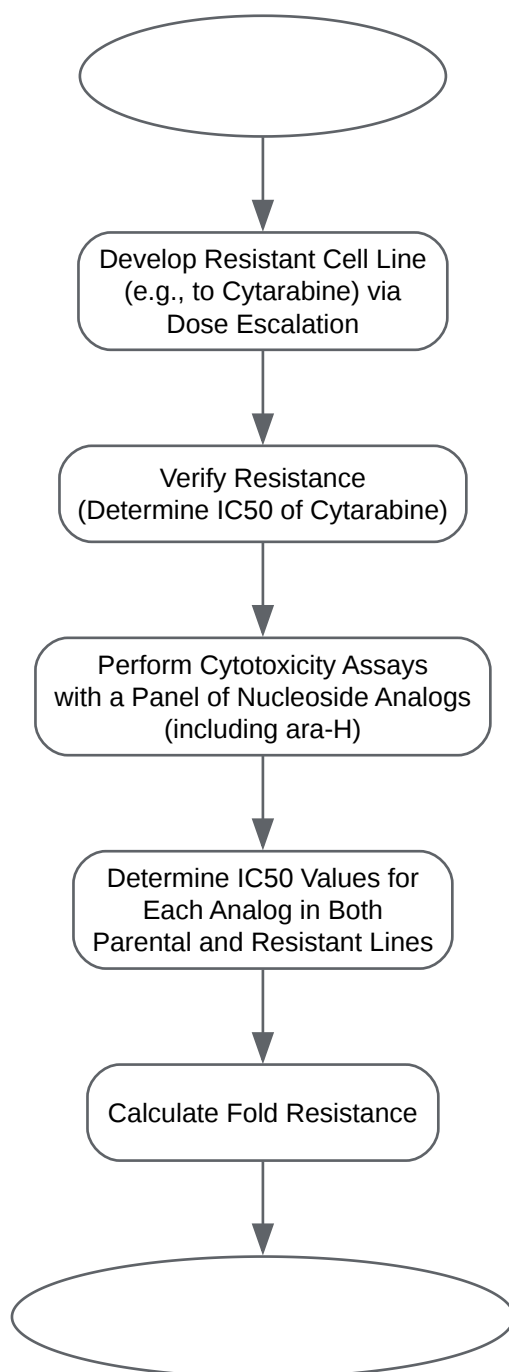 Develop Resistant Cell Line
(e.g., to Cytarabine) via
Dose Escalation
Verify Resistance
(Determine IC50 of Cytarabine)
Perform Cytotoxicity Assays
with a Panel of Nucleoside Analogs
(including ara-H)
Determine IC50 Values for
Each Analog in Both
Parental and Resistant Lines
Calculate Fold Resistance